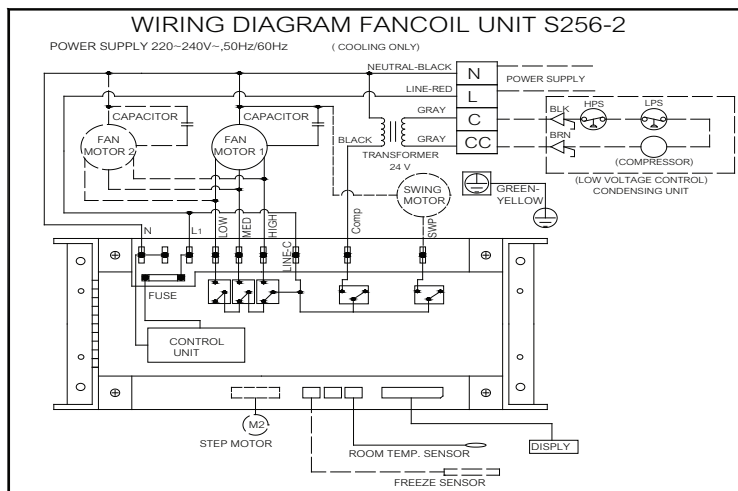 WIRING DIAGRAM FANCOIL UNIT S256-2
POWER SUPPLY 220~240V~,50Hz/60Hz
( COOLING ONLY)
NEUTRAL-BLACK
N
POWER SUPPLY
LINE-RED
L
CAPACITOR
CAPACITOR
GRAY
C
BLK
HPS
LPS
FAN
MOTOR 2
FAN
MOTOR 1
BLACK
GRAY
CC
BRN
TRANSFORMER
24 V
(COMPRESSOR)
(LOW VOLTAGE CONTROL)
CONDENSING UNIT
SWING
MOTOR
GREEN-
YELLOW
N
L1
LOW
MED
HIGH
LINE-C
Comp
SWP
FUSE
CONTROL
UNIT
M2
STEP MOTOR
ROOM TEMP. SENSOR
DISPLY
FREEZE SENSOR